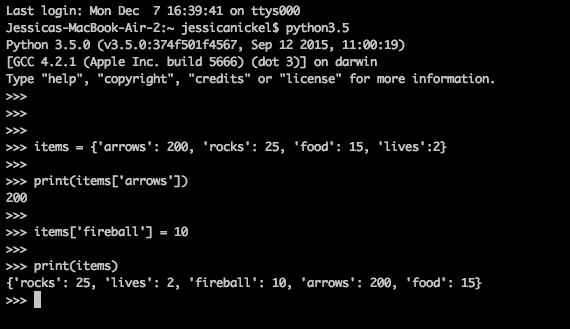 Last login: Mon Dec  7 16:39:41 on ttys000
Jessicas-MacBook-Air-2:~ jessicanickel$ python3.5
Python 3.5.0 (v3.5.0:374f501f4567, Sep 12 2015, 11:00:19)
[GCC 4.2.1 (Apple Inc. build 5666) (dot 3)] on darwin
Type "help", "copyright", "credits" or "license" for more information.
>>>
>>>
>>>
>>> items = {'arrows': 200, 'rocks': 25, 'food': 15, 'lives':2}
>>>
>>> print(items['arrows'])
200
>>>
>>> items['fireball'] = 10
>>>
>>> print(items)
{'rocks': 25, 'lives': 2, 'fireball': 10, 'arrows': 200, 'food': 15}
>>>